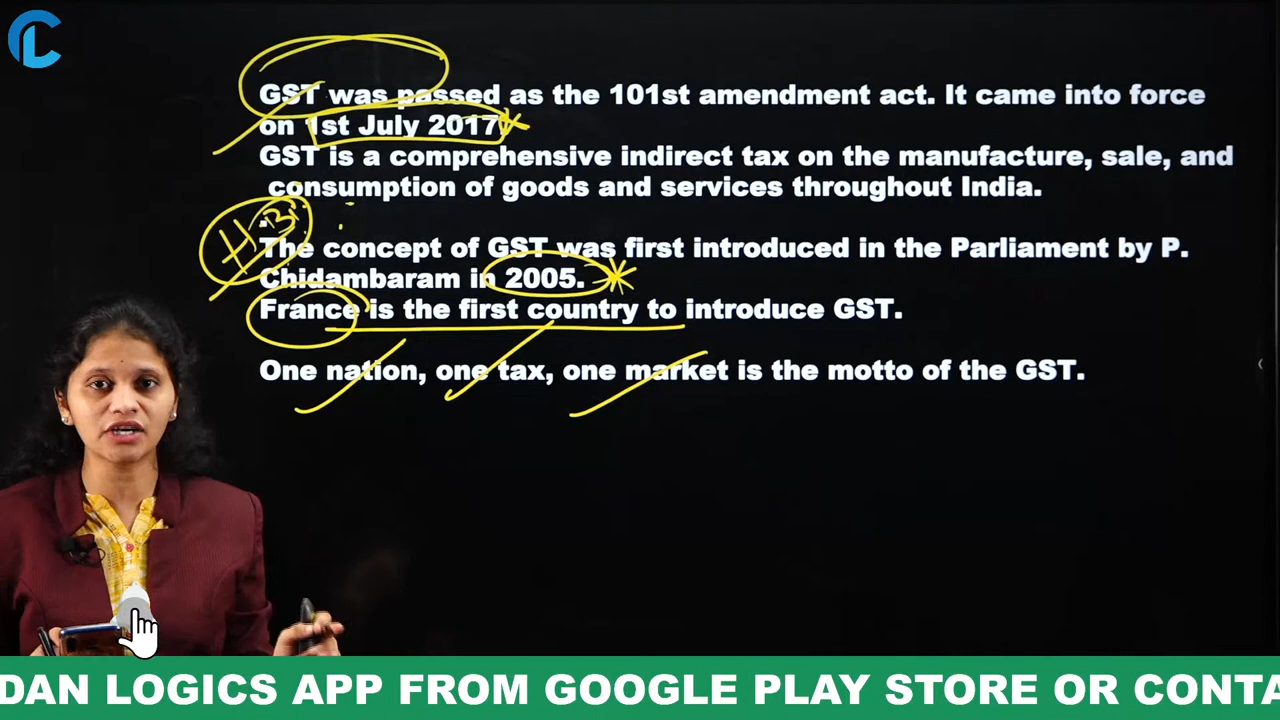 GST was passed as the 101st amendment act. It came into force
on 1st July 2017
GST is a comprehensive indirect tax on the manufacture, sale, and
consumption of goods and services throughout India.
The concept of GST was first introduced in the Parliament by P.
Chidambaram in 2005.
France is the first country to introduce GST.
One nation, one tax, one market is the motto of the GST.
DAN LOGICS APP FROM GOOGLE PLAY STORE OR CONTA